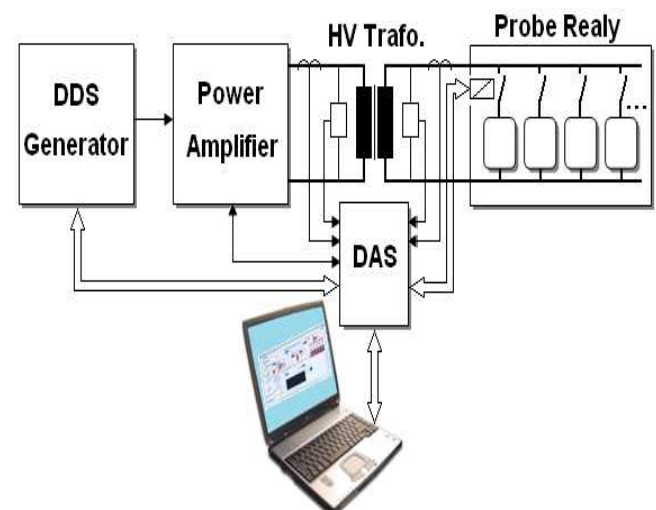 HV Trafo.
Probe Realy
DDS
Generator
Power
Amplifier
DAS